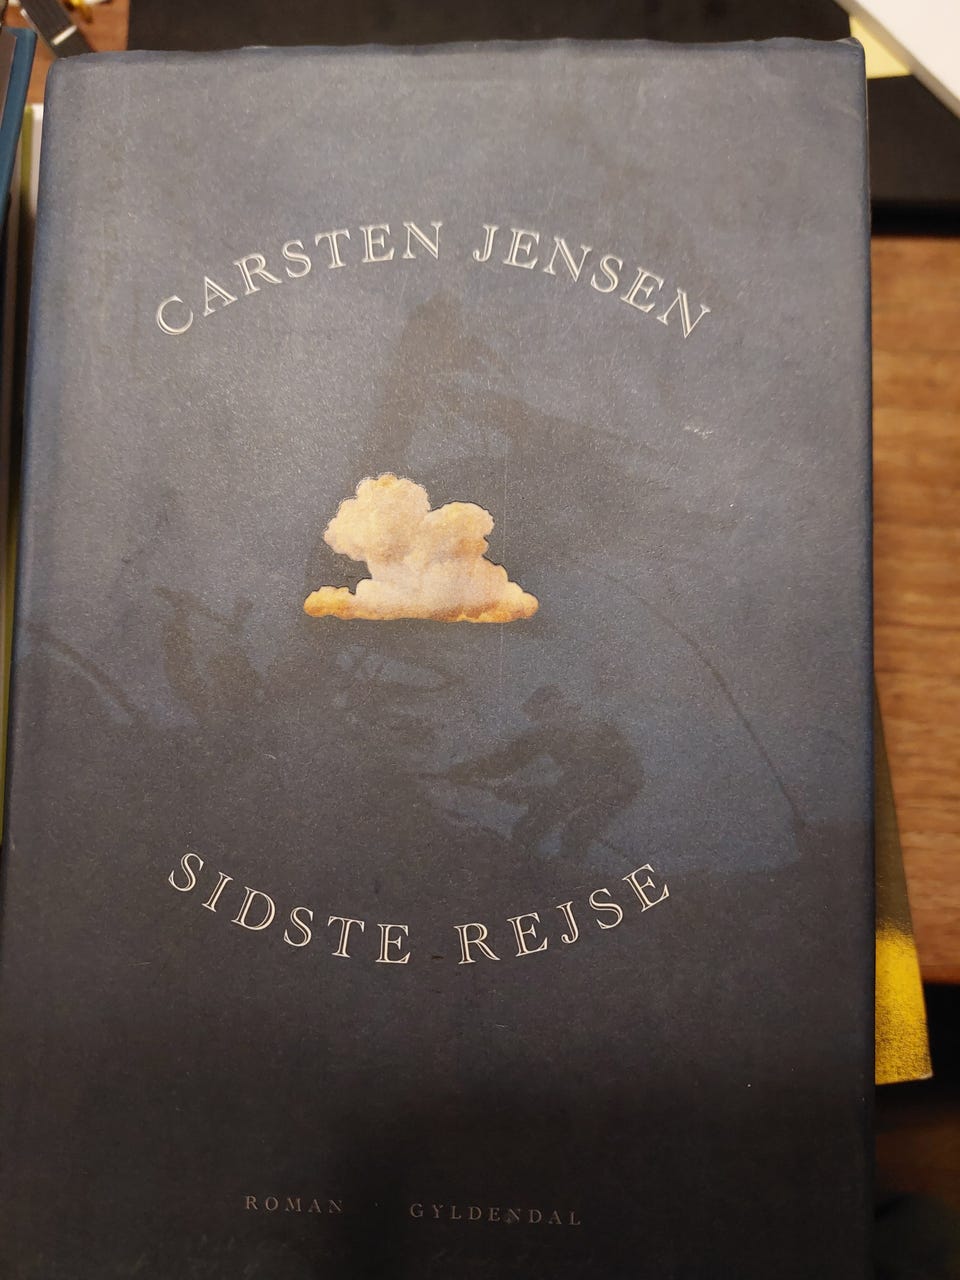 CARSTEN JENSEN
SIDSTE REJSE
ROMAN · GYLDENDAL